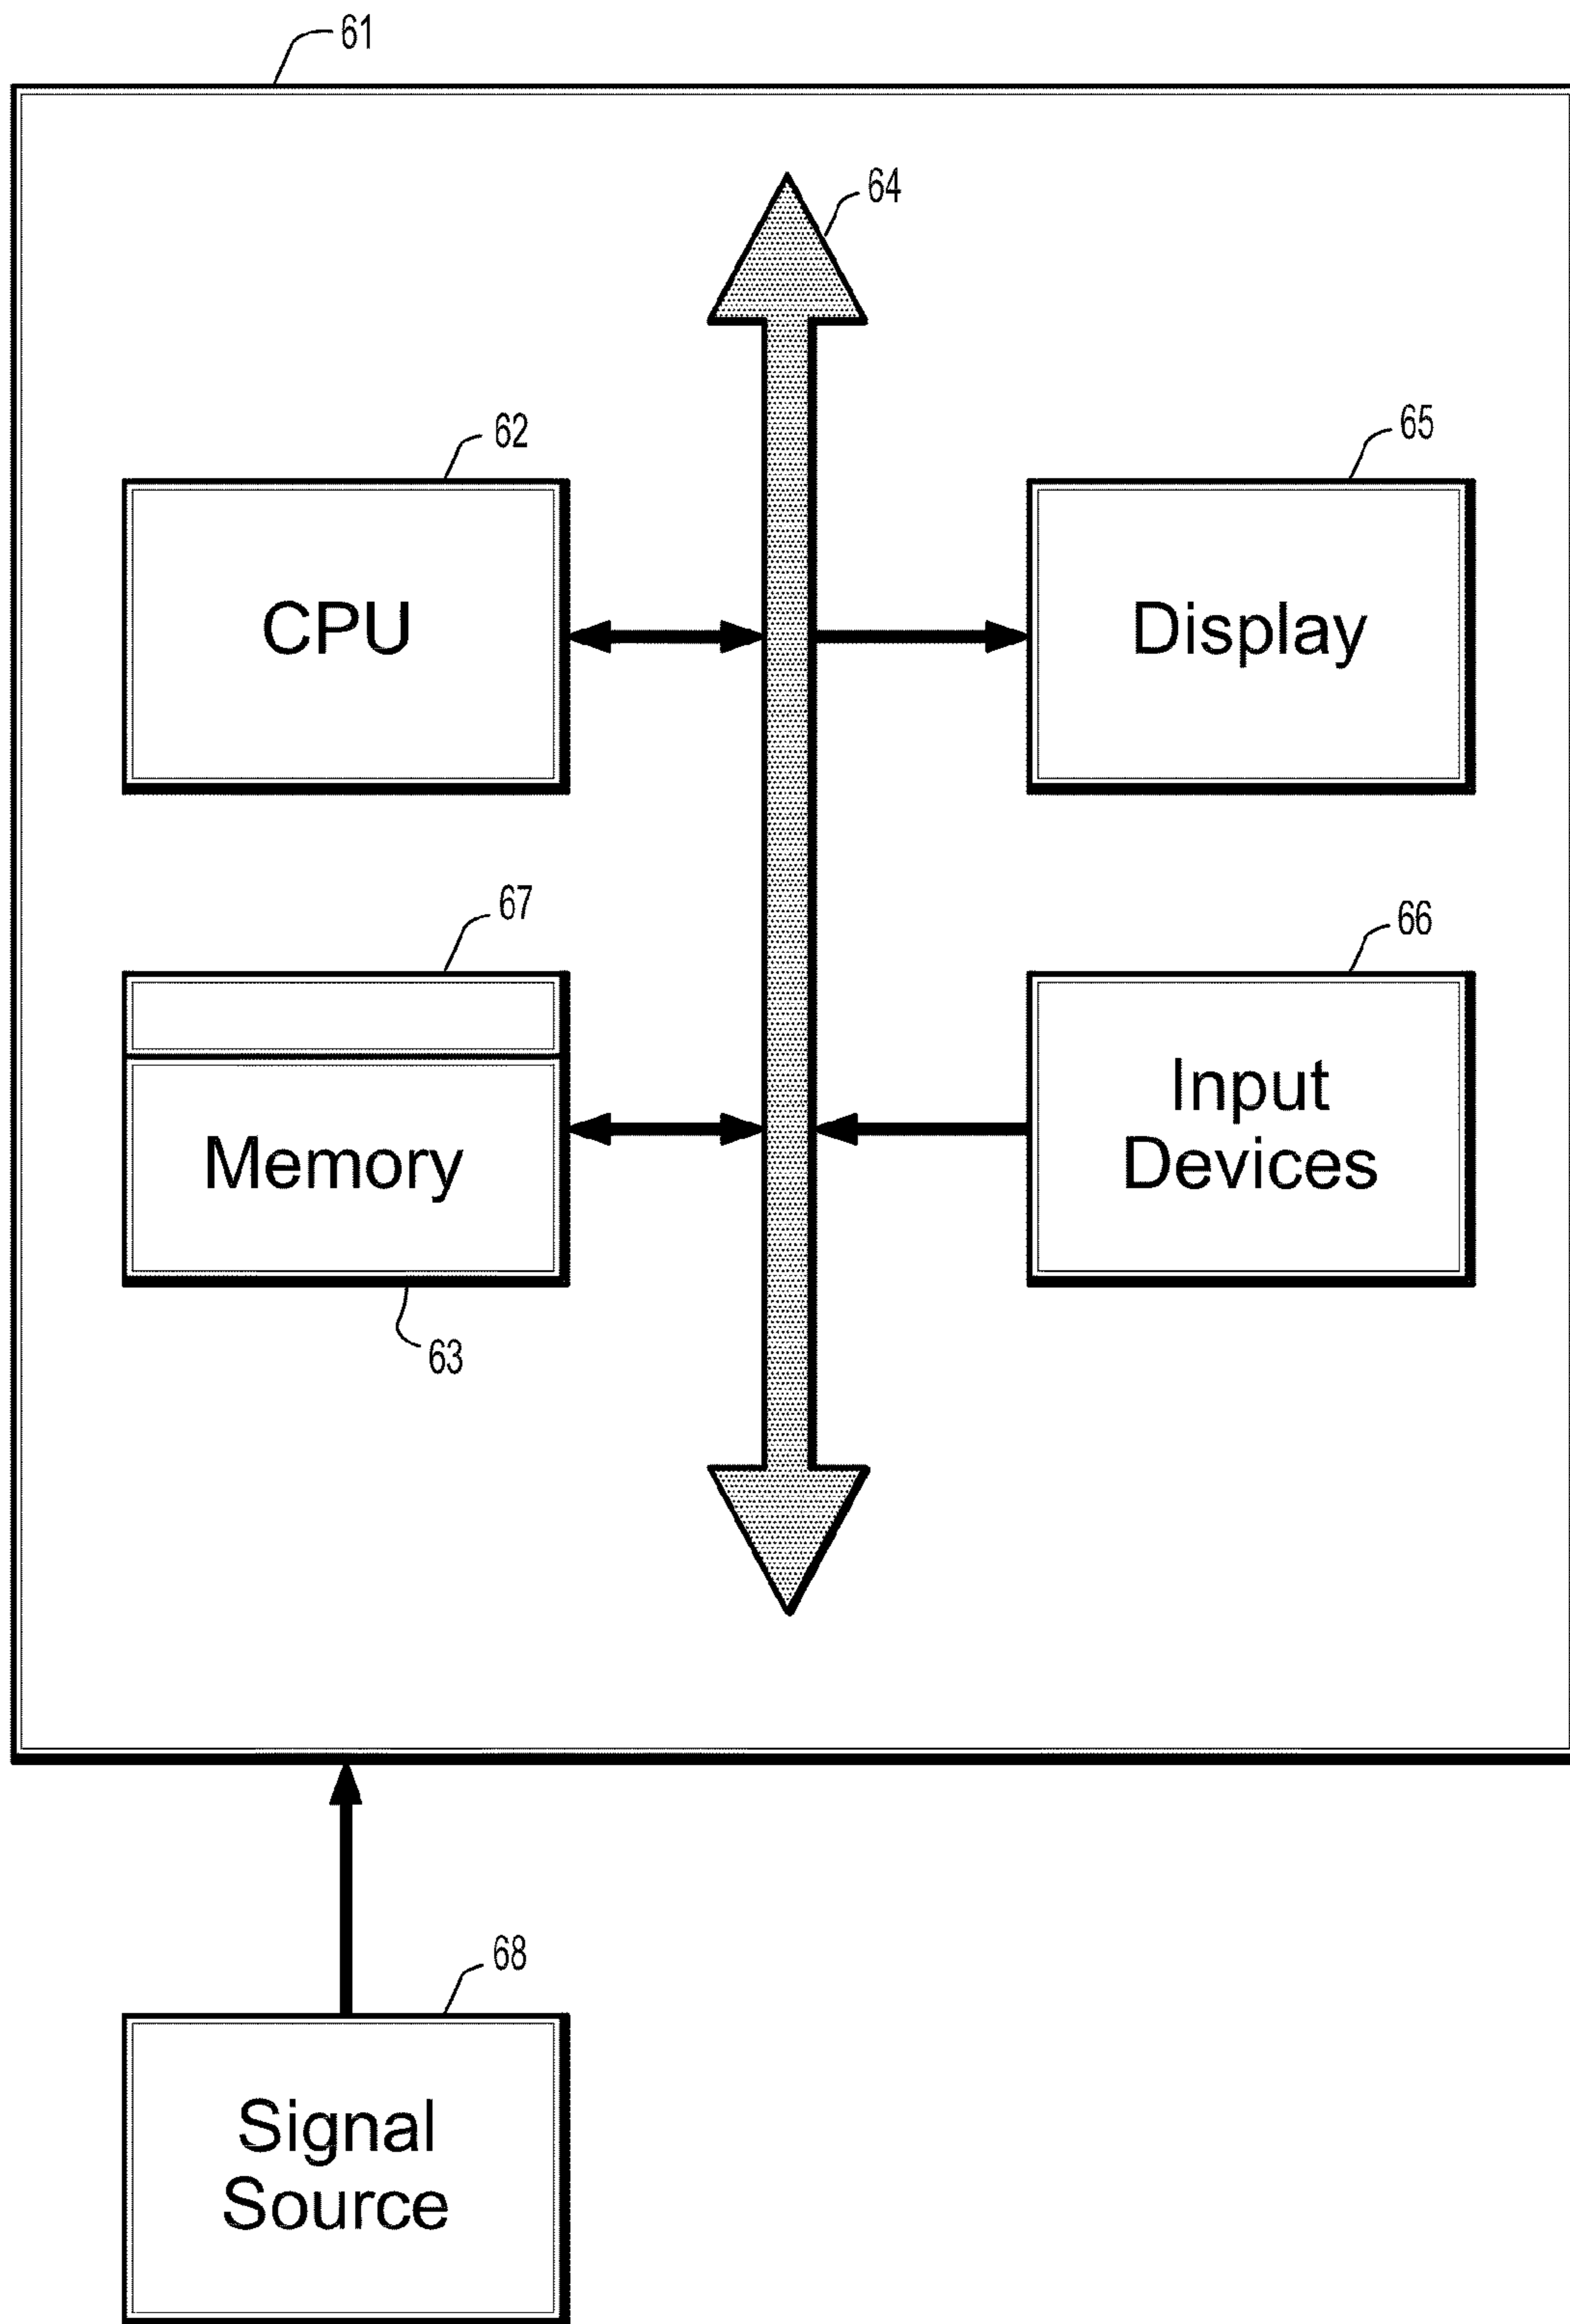 61
64
62
65
CPU
Display
67
66
Memory
Input
Devices
63
68
Signal
Source